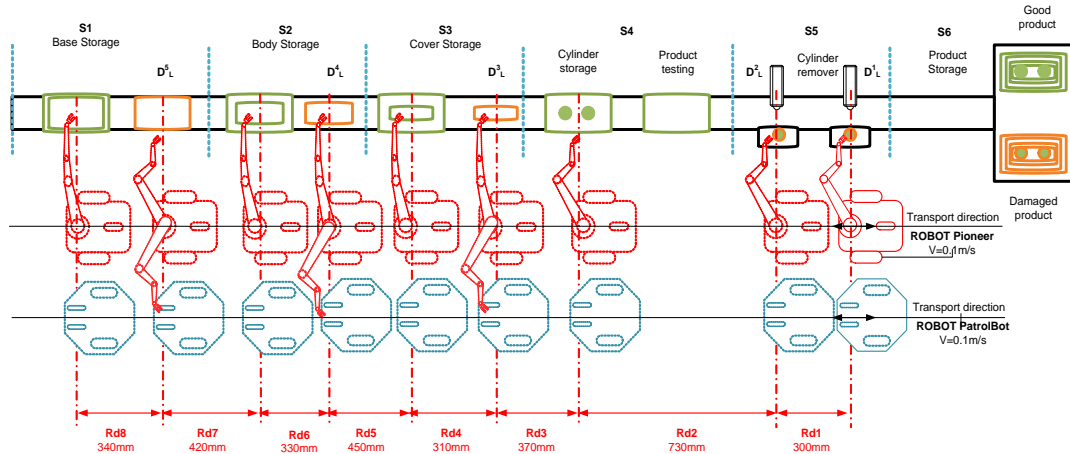 S1
Base Storage
D5L
S2
Body Storage
D4L
S3
Cover Storage
D3L
S4
Cylinder
storage
Product
testing
S5
D2L
Cylinder
remover
D1L
S6
Product
Storage
Good
product
Damaged
product
Transport direction
ROBOT Pioneer
V=0.1m/s
Transport direction
ROBOT PatrolBot
V=0.1m/s
Rd8
340mm
Rd7
420mm
Rd6
330mm
Rd5
450mm
Rd4
310mm
Rd3
370mm
Rd2
730mm
Rd1
300mm